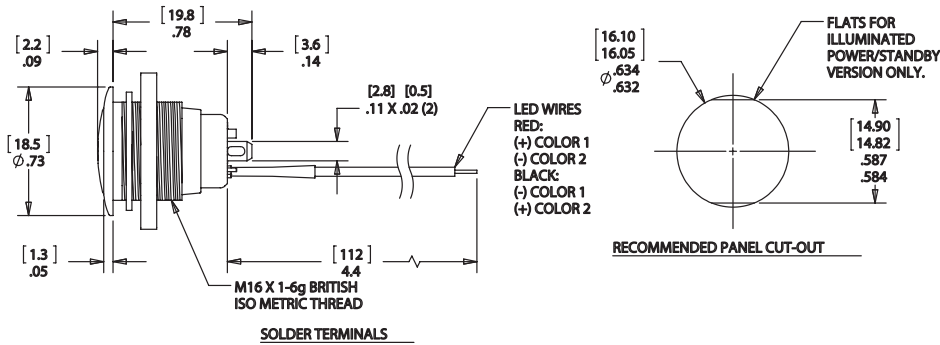 [19.8]
.78
[2.2]
.09
[3.6]
.14
[2.8] [0.5]
.11 X .02 (2)
[18.5]
Ø.73
LED WIRES
RED:
(+) COLOR 1
(-) COLOR 2
BLACK:
(-) COLOR 1
(+) COLOR 2
[1.3]
.05
[112]
4.4
M16 X 1-6g BRITISH
ISO METRIC THREAD
SOLDER TERMINALS
[16.10]
[16.05]
Ø .634
.632
FLATS FOR
ILLUMINATED
POWER/STANDBY
VERSION ONLY.
[14.90]
[14.82]
.587
.584
RECOMMENDED PANEL CUT-OUT